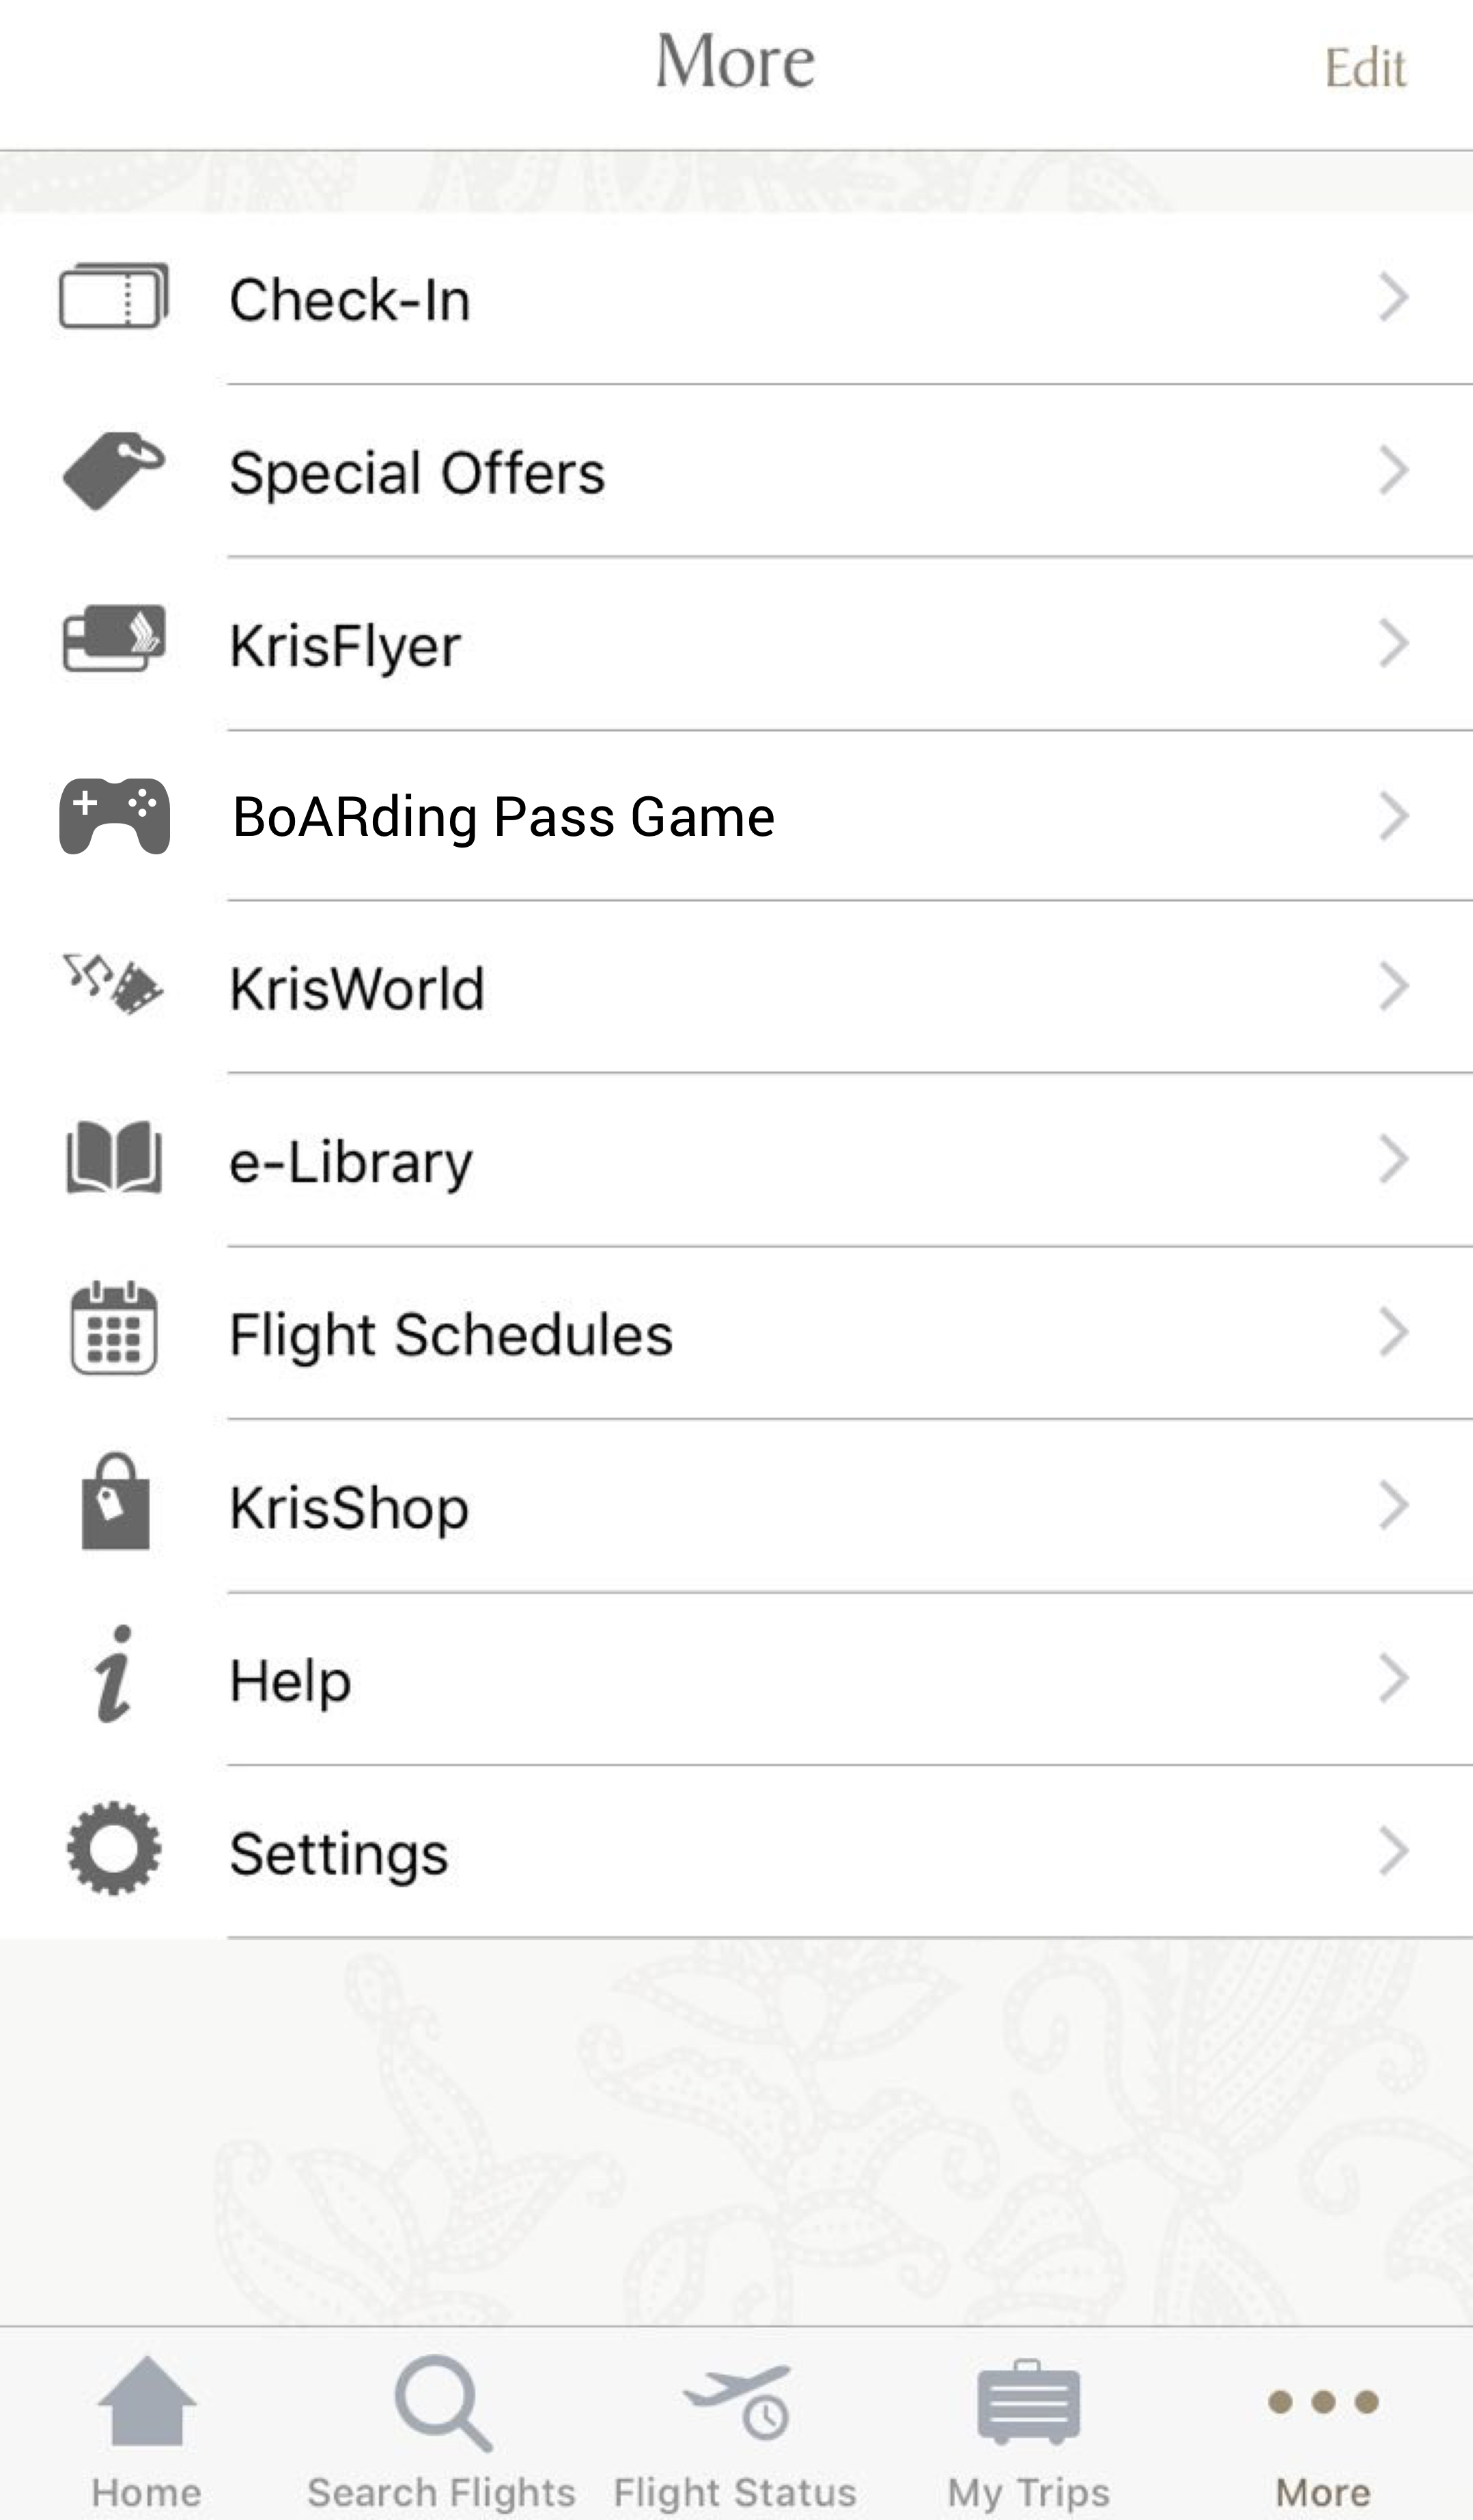 More
Edit
Check-In
Special Offers
KrisFlyer
BoARding Pass Game
KrisWorld
e-Library
Flight Schedules
KrisShop
Help
Settings
Home
Search Flights
Flight Status
My Trips
More